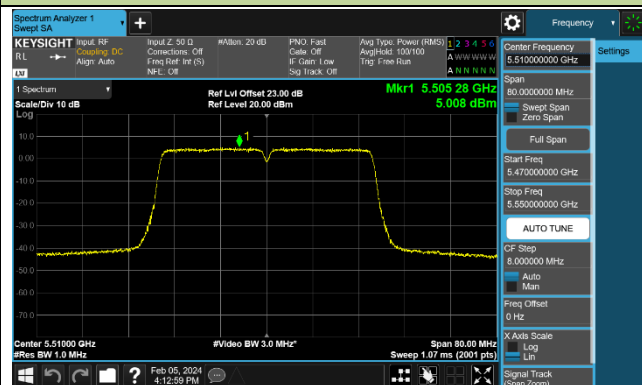 Spectrum Analyzer 1
Swept SA
Frequency
KEYSIGHT
RL
LXI
Input: RF
Coupling: DC
Align: Auto
Input Z: 50 Ω
Corrections: Off
Freq Ref: Int (S)
NFE: Off
#Atten: 20 dB
PNO: Fast
Gate: Off
IF Gain: Low
Sig Track: Off
Avg Type: Power (RMS)
Avg|Hold: 100/100
Trig: Free Run
1 2 3 4 5 6
A W W W W W
A N N N N N
1 Spectrum
Scale/Div 10 dB
Log
Ref Lvl Offset 23.00 dB
Ref Level 20.00 dBm
Mkr1 5.505 28 GHz
5.008 dBm
1
10.0
0.00
-10.0
-20.0
-30.0
-40.0
-50.0
-60.0
-70.0
Center 5.51000 GHz
#Res BW 1.0 MHz
#Video BW 3.0 MHz*
Span 80.00 MHz
Sweep 1.07 ms (2001 pts)
Feb 05, 2024
4:12:59 PM
?
Center Frequency
5.510000000 GHz
Settings
Span
80.0000000 MHz
Swept Span
Zero Span
Full Span
Start Freq
5.470000000 GHz
Stop Freq
5.550000000 GHz
AUTO TUNE
CF Step
8.000000 MHz
Auto
Man
Freq Offset
0 Hz
X Axis Scale
Log
Lin
Signal Track
(Span Zoom)